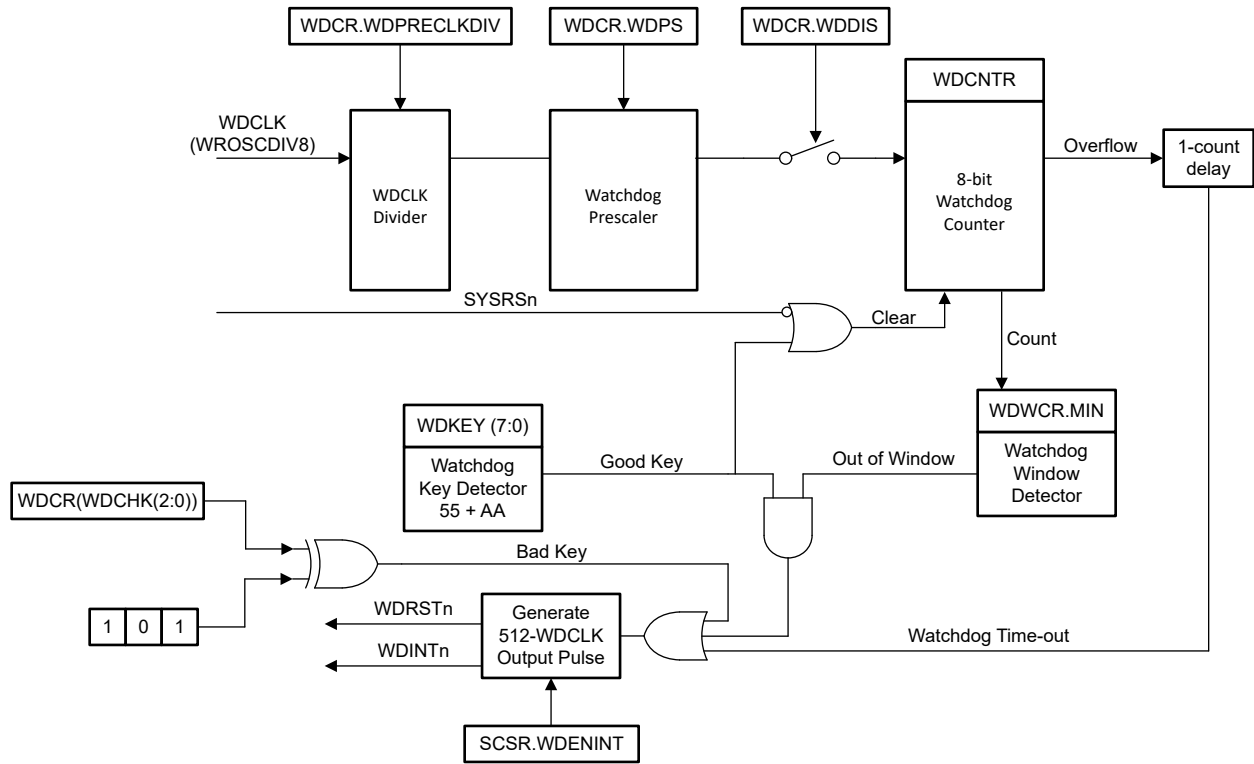 WDCR.WDPRECLKDIV
WDCR.WDPS
WDCR.WDDIS
WDCNTR
WDCLK
(WROSCDIV8)
WDCLK
Divider
Watchdog
Prescaler
8-bit
Watchdog
Counter
Overflow
1-count
delay
SYSRSn
Clear
Count
WDKEY (7:0)
Watchdog
Key Detector
55 + AA
Good Key
Out of Window
WDWCR.MIN
Watchdog
Window
Detector
WDCR(WDCHK(2:0))
Bad Key
1 0 1
WDRSTn
WDINTn
Generate
512-WDCLK
Output Pulse
Watchdog Time-out
SCSR.WDENINT